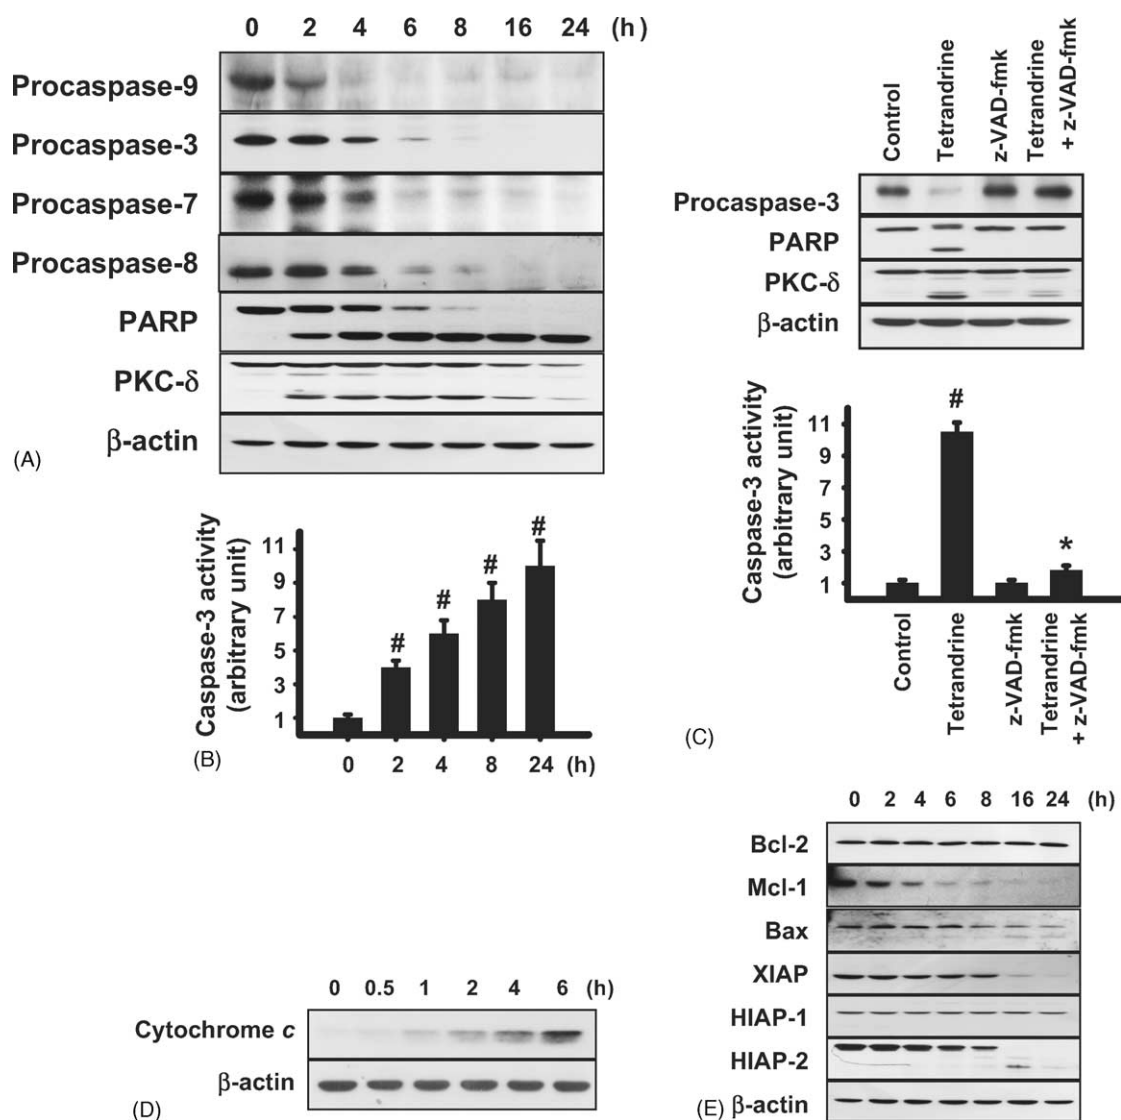 0 2 4 6 8 16 24 (h)
Procaspase-9
Procaspase-3
Procaspase-7
Procaspase-8
PARP
PKC-δ
β-actin
(A)
Caspase-3 activity
(arbitrary unit)
11
9
7
5
3
1
# # # #
0 2 4 8 24 (h)
(B)
Control
Tetrandrine
z-VAD-fmk
Tetrandrine
+ z-VAD-fmk
Procaspase-3
PARP
PKC-δ
β-actin
Caspase-3 activity
(arbitrary unit)
11
9
7
5
3
1
#
*
Control
Tetrandrine
z-VAD-fmk
Tetrandrine
+ z-VAD-fmk
(C)
0 0.5 1 2 4 6 (h)
Cytochrome c
β-actin
(D)
0 2 4 6 8 16 24 (h)
Bcl-2
Mcl-1
Bax
XIAP
HIAP-1
HIAP-2
β-actin
(E)